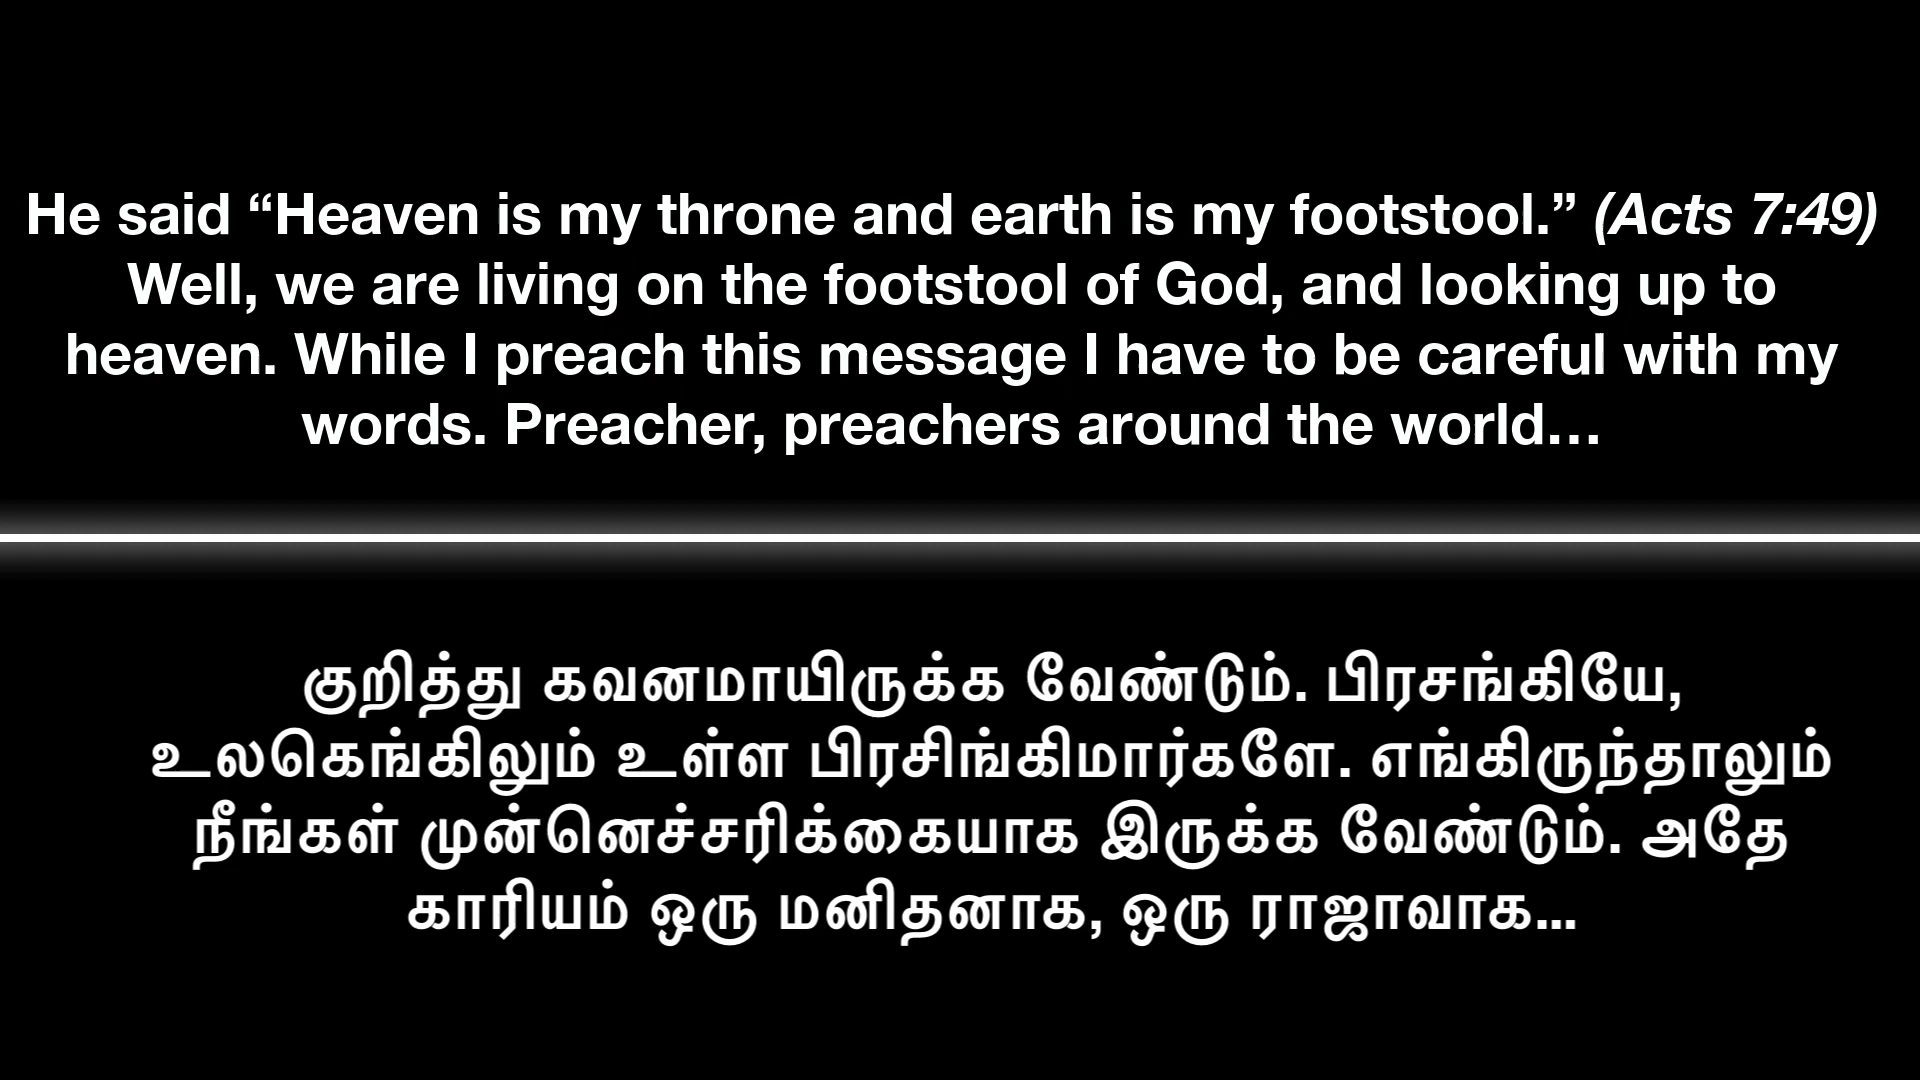 He said “Heaven is my throne and earth is my footstool.” (Acts 7:49)
Well, we are living on the footstool of God, and looking up to
heaven. While I preach this message I have to be careful with my
words. Preacher, preachers around the world…
குறித்து கவனமாயிருக்க வேண்டும். பிரசங்கியே,
உலகெங்கிலும் உள்ள பிரசிங்கிமார்களே. எங்கிருந்தாலும்
நீங்கள் முன்னெச்சரிக்கையாக இருக்க வேண்டும். அதே
காரியம் ஒரு மனிதனாக, ஒரு ராஜாவாக...